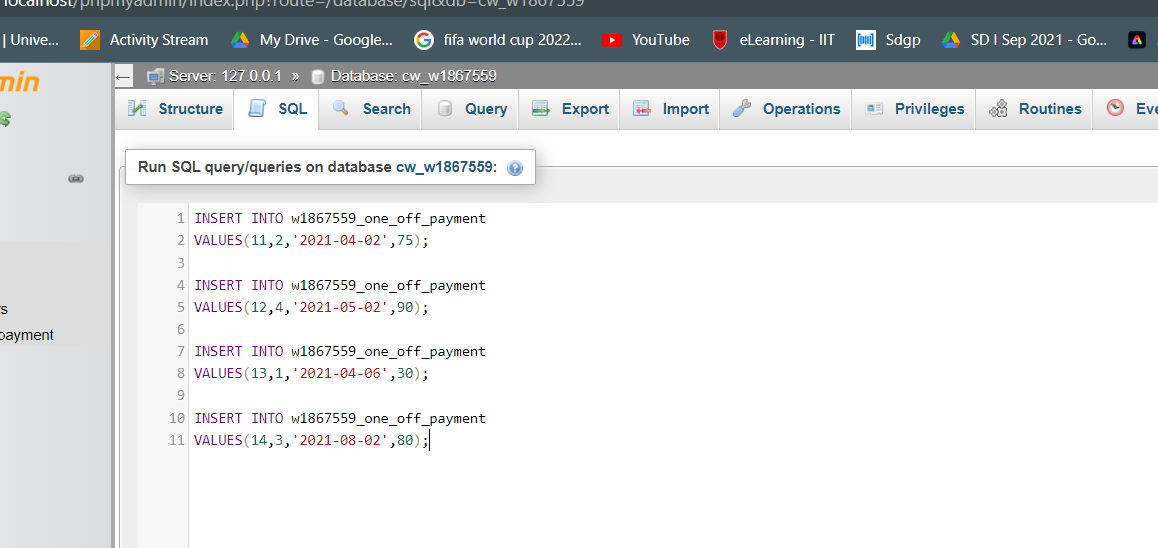 localhost/phpmyadmin/index.php?route=/database/sql&db=cw_w1867559
| Unive... Activity Stream My Drive - Google... fifa world cup 2022... YouTube eLearning - IIT Sdgp SD I Sep 2021 - Go...
min
← Server: 127.0.0.1 » Database: cw_w1867559
Structure SQL Search Query Export Import Operations Privileges Routines Eve
Run SQL query/queries on database cw_w1867559:
1 INSERT INTO w1867559_one_off_payment
2 VALUES(11,2,'2021-04-02',75);
3
4 INSERT INTO w1867559_one_off_payment
5 VALUES(12,4,'2021-05-02',90);
6
7 INSERT INTO w1867559_one_off_payment
8 VALUES(13,1,'2021-04-06',30);
9
10 INSERT INTO w1867559_one_off_payment
11 VALUES(14,3,'2021-08-02',80);
rs
payment